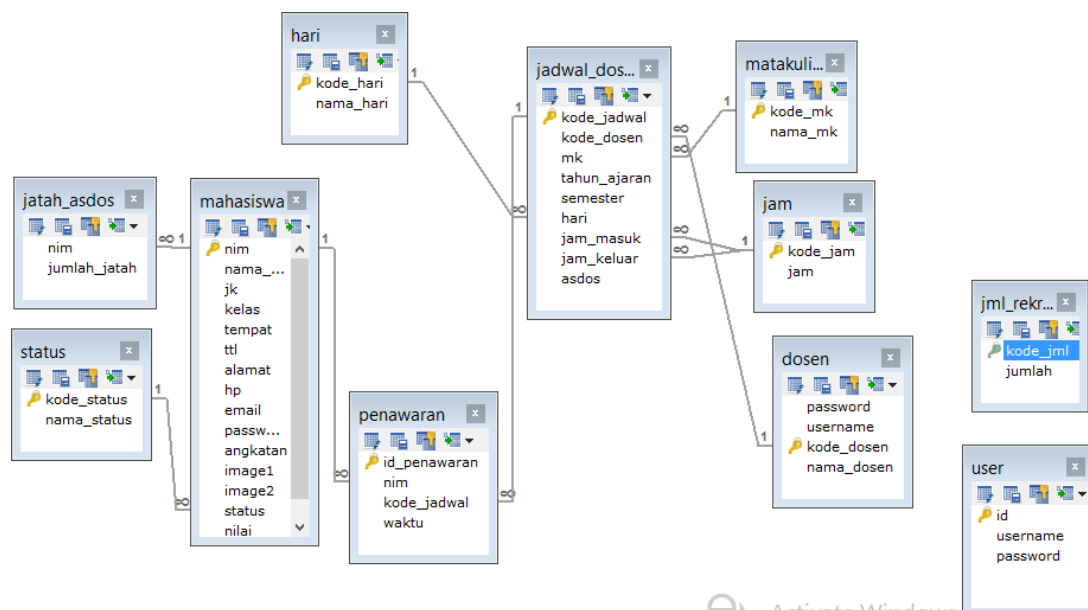 hari
kode_hari
nama_hari
jadwal_dos...
kode_jadwal
kode_dosen
mk
tahun_ajaran
semester
hari
jam_masuk
jam_keluar
asdos
matakuli...
kode_mk
nama_mk
jatah_asdos
nim
jumlah_jatah
mahasiswa
nim
nama_...
jk
kelas
tempat
ttl
alamat
hp
email
passw...
angkatan
image1
image2
status
nilai
jam
kode_jam
jam
jml_rekr...
kode_jml
jumlah
status
kode_status
nama_status
penawaran
id_penawaran
nim
kode_jadwal
waktu
dosen
password
username
kode_dosen
nama_dosen
user
id
username
password
1
∞
1
∞
1
∞
∞
1
∞
∞
1
∞
1
1
∞
1
∞
1
∞
Activate Windows